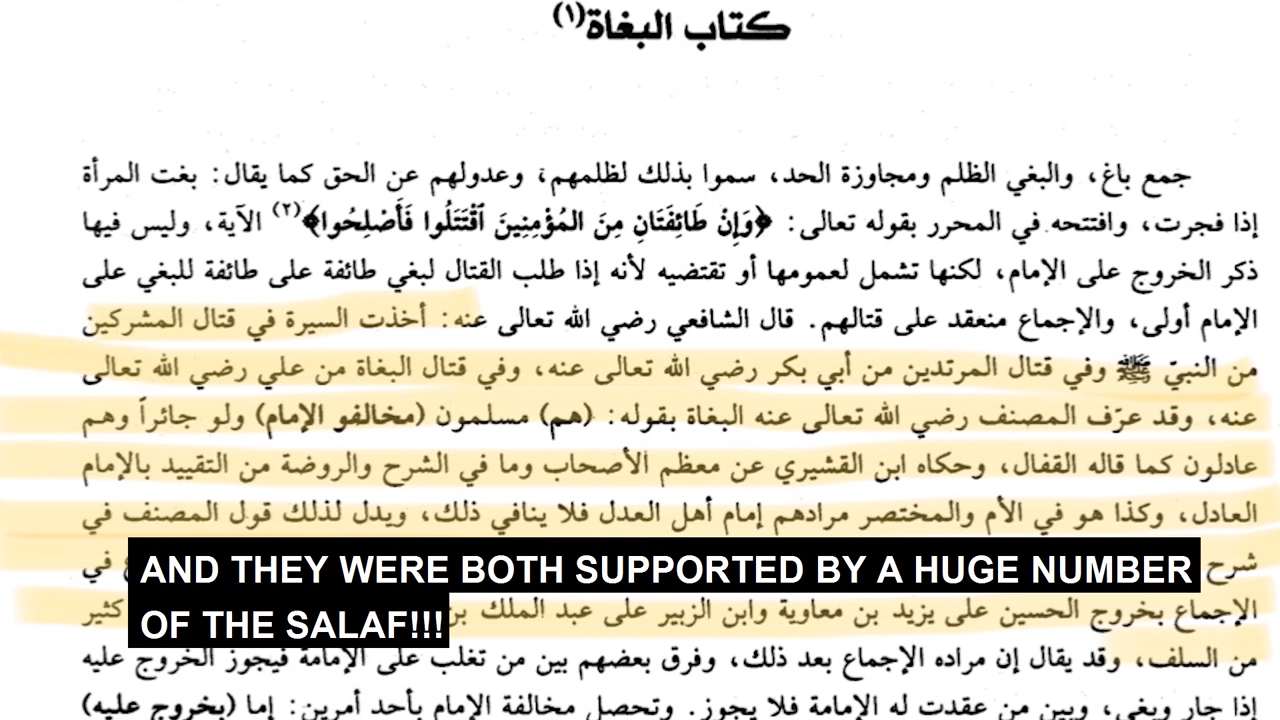 كتاب البغاة(١)
جمع باغ، والبغي الظلم ومجاوزة الحد، سموا بذلك لظلمهم، وعدولهم عن الحق كما يقال: بغت المرأة
إذا فجرت، وافتتحه في المحرر بقوله تعالى: ﴿وَإِنْ طَائِفَتَانِ مِنَ المُؤْمِنِينَ ٱقْتَتَلُوا فَأَصْلِحُوا﴾(٢) الآية، وليس فيها
ذكر الخروج على الإمام، لكنها تشمل لعمومها أو تقتضيه لأنه إذا طلب القتال لبغي طائفة على طائفة للبغي على
الإمام أولى، والإجماع منعقد على قتالهم. قال الشافعي رضي الله تعالى عنه: أخذت السيرة في قتال المشركين
من النبيّ ﷺ وفي قتال المرتدين من أبي بكر رضي الله تعالى عنه، وفي قتال البغاة من علي رضي الله تعالى
عنه، وقد عرّف المصنف رضي الله تعالى عنه البغاة بقوله: (هم) مسلمون (مخالفو الإمام) ولو جائراً وهم
عادلون كما قاله القفال، وحكاه ابن القشيري عن معظم الأصحاب وما في الشرح والروضة من التقييد بالإمام
العادل، وكذا هو في الأم والمختصر مرادهم إمام أهل العدل فلا ينافي ذلك، ويدل لذلك قول المصنف في
شرح في
AND THEY WERE BOTH SUPPORTED BY A HUGE NUMBER
الإجماع بخروج الحسين على يزيد بن معاوية وابن الزبير على عبد الملك بن كثير
OF THE SALAF!!!
من السلف، وقد يقال إن مراده الإجماع بعد ذلك، وفرق بعضهم بين من تغلب على الإمامة فيجوز الخروج عليه
إذا جار وبغى، وبين من عقدت له الإمامة فلا يجوز. وتحصل مخالفة الإمام بأحد أمرين: إما (بخروج عليه)